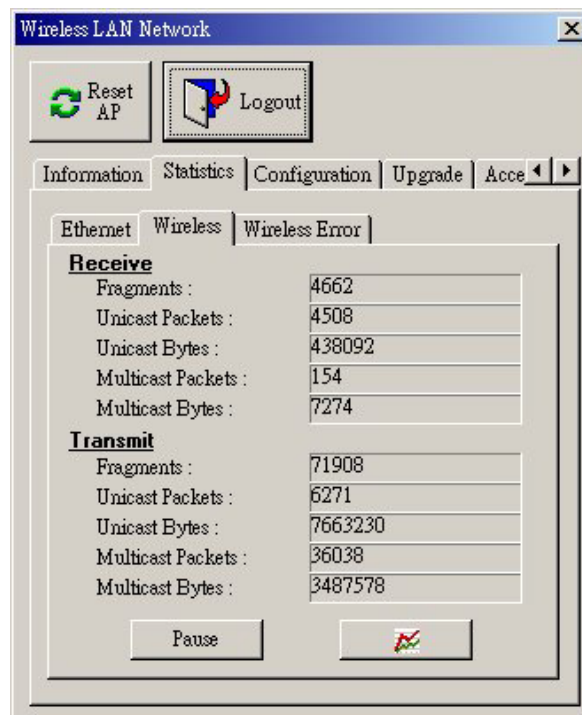 Wireless LAN Network
Reset AP
Logout
Information Statistics Configuration Upgrade Acce
Ethernet Wireless Wireless Error
Receive
Fragments : 4662
Unicast Packets : 4508
Unicast Bytes : 438092
Multicast Packets : 154
Multicast Bytes : 7274
Transmit
Fragments : 71908
Unicast Packets : 6271
Unicast Bytes : 7663230
Multicast Packets : 36038
Multicast Bytes : 3487578
Pause